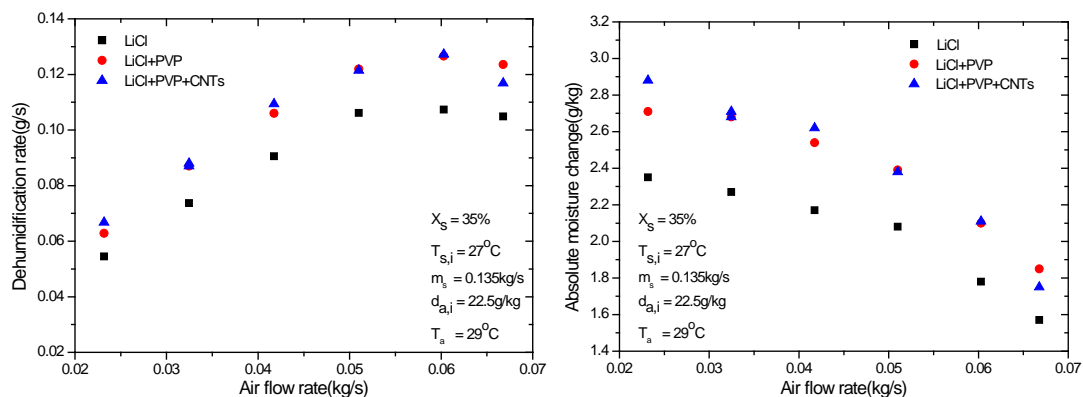 0.14
0.12
0.10
0.08
0.06
0.04
0.02
Dehumidification rate(g/s)
LiCl
LiCl+PVP
LiCl+PVP+CNTs
X_S = 35%
T_S,i = 27°C
m_s = 0.135kg/s
d_a,i = 22.5g/kg
T_a = 29°C
0.02 0.03 0.04 0.05 0.06 0.07
Air flow rate(kg/s)
3.0
2.8
2.6
2.4
2.2
2.0
1.8
1.6
1.4
Absolute moisture change(g/kg)
LiCl
LiCl+PVP
LiCl+PVP+CNTs
X_S = 35%
T_S,i = 27°C
m_s = 0.135kg/s
d_a,i = 22.5g/kg
T_a = 29°C
0.02 0.03 0.04 0.05 0.06 0.07
Air flow rate(kg/s)